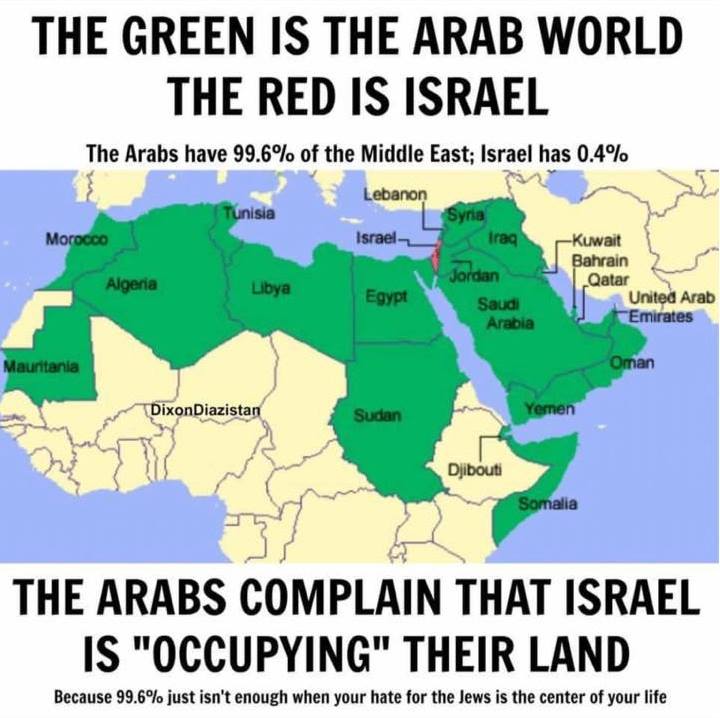 THE GREEN IS THE ARAB WORLD
THE RED IS ISRAEL
The Arabs have 99.6% of the Middle East; Israel has 0.4%
Lebanon
Tunisia
Syria
Morocco
Israel
Iraq
Kuwait
Bahrain
Jordan
Qatar
Algeria
Libya
Egypt
Saudi
Arabia
United Arab
Emirates
Mauritania
Oman
DixonDiazistan
Sudan
Yemen
Djibouti
Somalia
THE ARABS COMPLAIN THAT ISRAEL
IS "OCCUPYING" THEIR LAND
Because 99.6% just isn't enough when your hate for the Jews is the center of your life